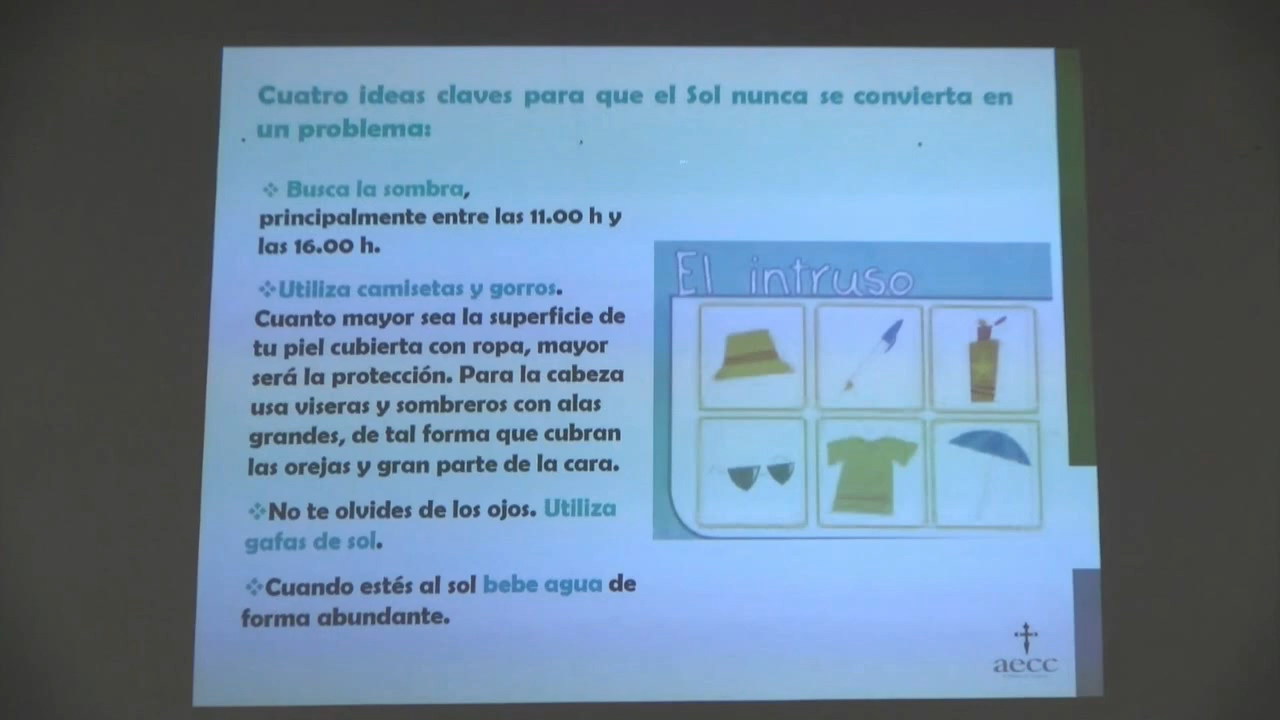 Cuatro ideas claves para que el Sol nunca se convierta en
un problema:
Busca la sombra,
principalmente entre las 11.00 h y
las 16.00 h.
Utiliza camisetas y gorros.
Cuanto mayor sea la superficie de
tu piel cubierta con ropa, mayor
será la protección. Para la cabeza
usa viseras y sombreros con alas
grandes, de tal forma que cubran
las orejas y gran parte de la cara.
No te olvides de los ojos. Utiliza
gafas de sol.
Cuando estés al sol bebe agua de
forma abundante.
El intruso
aecc